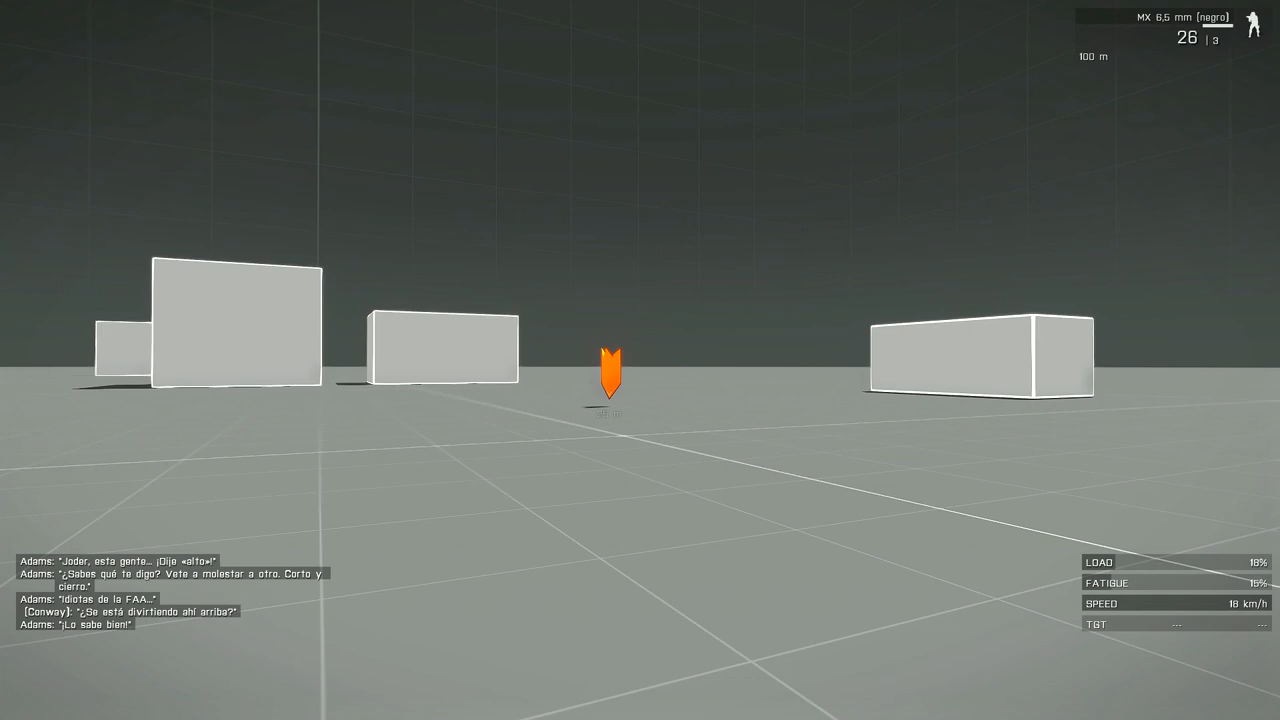 MX 6,5 mm (negro)
26 | 3
100 m
Adams: "Joder, esta gente... ¡Dije «alto»!"
Adams: "¿Sabes qué te digo? Vete a molestar a otro. Corto y
cierro."
Adams: "Idiotas de la FAA..."
(Conway): "¿Se está divirtiendo ahí arriba?"
Adams: "¡Lo sabe bien!"
LOAD 18%
FATIGUE 15%
SPEED 18 km/h
TGT --- ---